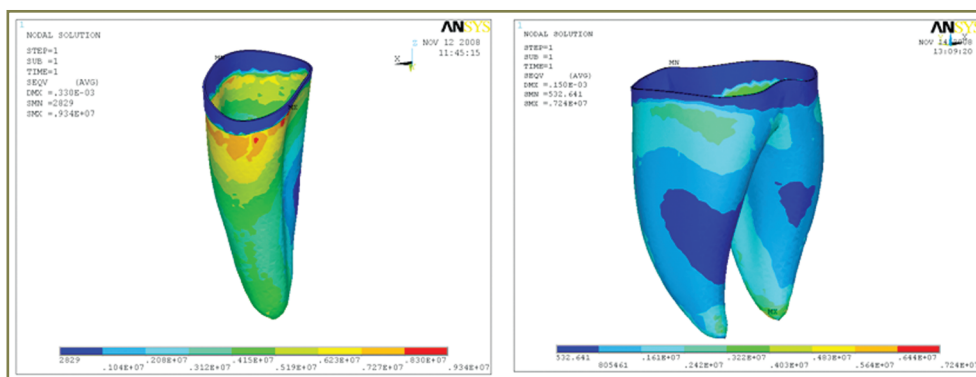 1
ANSYS
NOV 12 2008
11:45:15
NODAL SOLUTION
STEP=1
SUB =1
TIME=1
SEQV (AVG)
DMX =.330E-03
SMN =2829
SMX =.934E+07
MN
MX
X
2829 .208E+07 .415E+07 .623E+07 .830E+07
.104E+07 .312E+07 .519E+07 .727E+07 .934E+07
1
ANSYS
NOV 14 2008
13:09:20
NODAL SOLUTION
STEP=1
SUB =1
TIME=1
SEQV (AVG)
DMX =.150E-03
SMN =532.641
SMX =.724E+07
MN
MX
X
532.641 .161E+07 .322E+07 .483E+07 .644E+07
805461 .242E+07 .403E+07 .564E+07 .724E+07